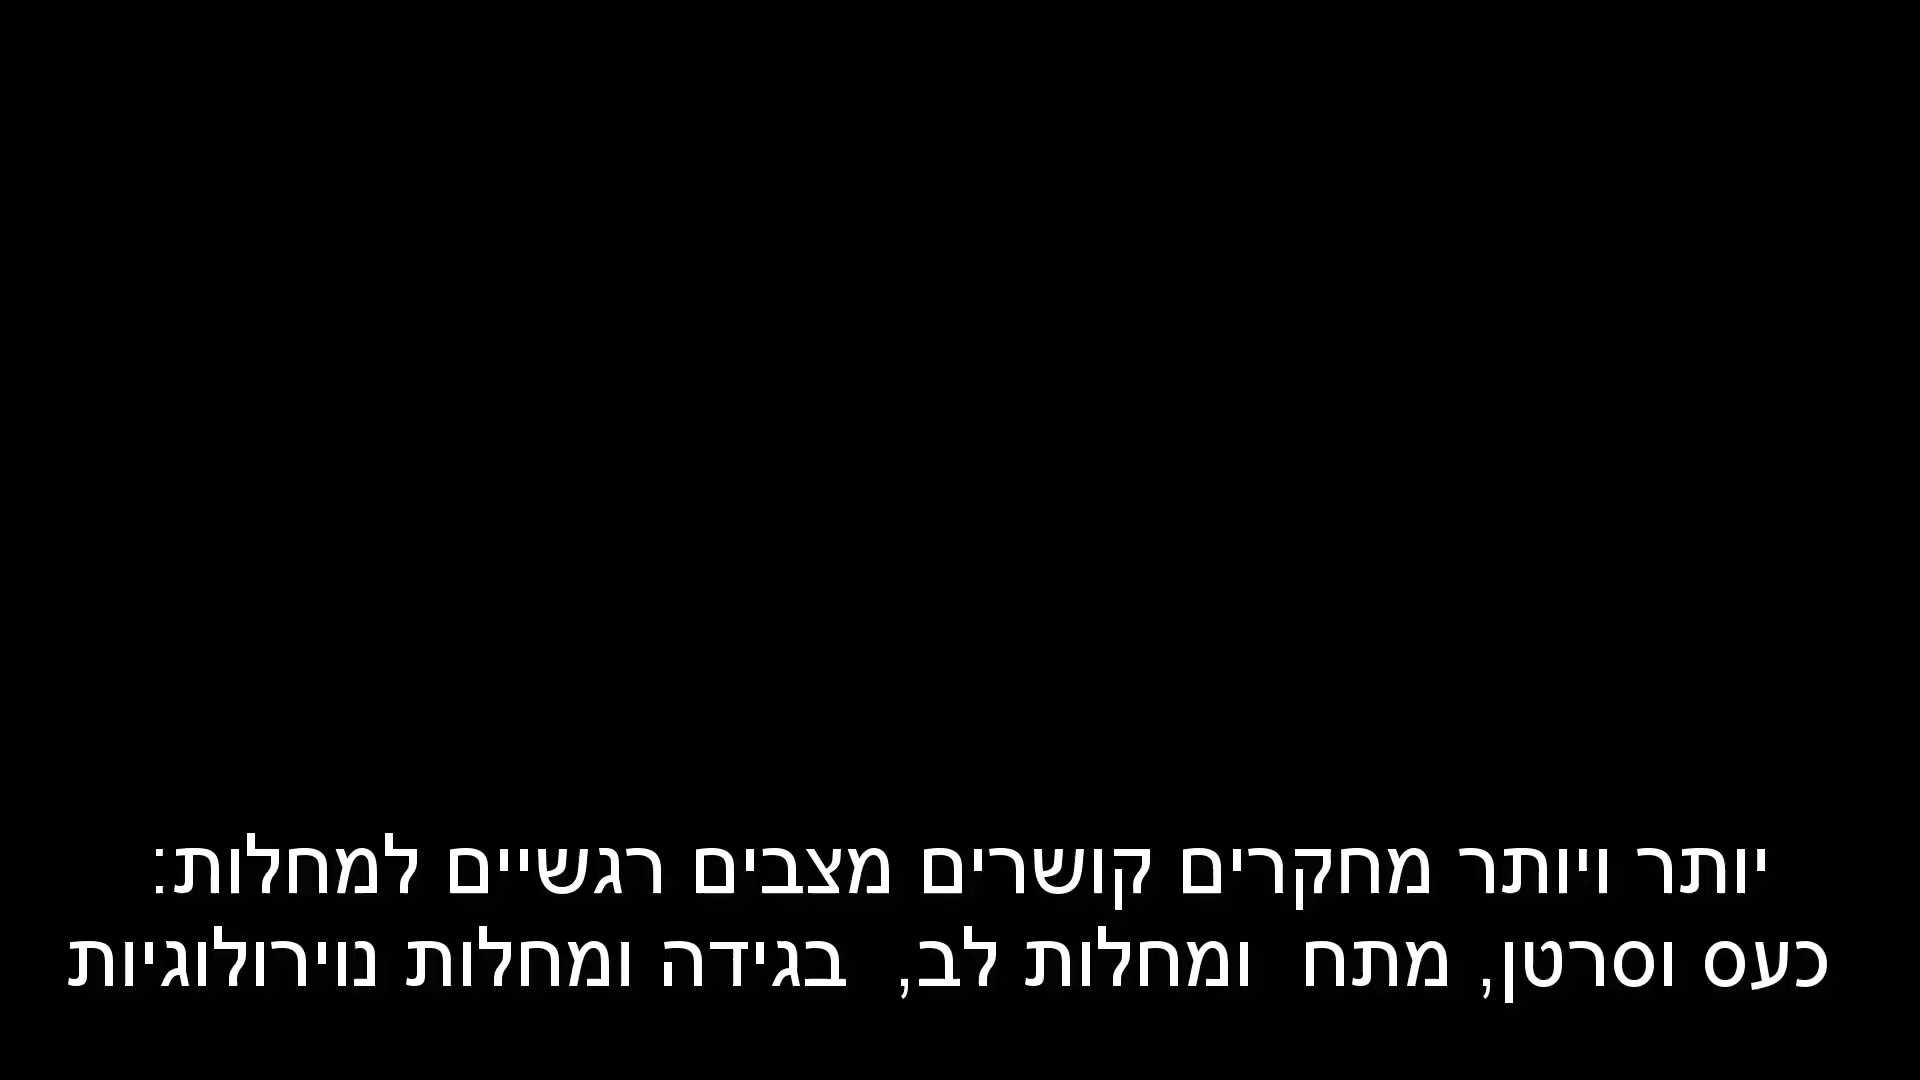 יותר ויותר מחקרים קושרים מצבים רגשיים למחלות:
כעס וסרטן, מתח  ומחלות לב,  בגידה ומחלות נוירולוגיות